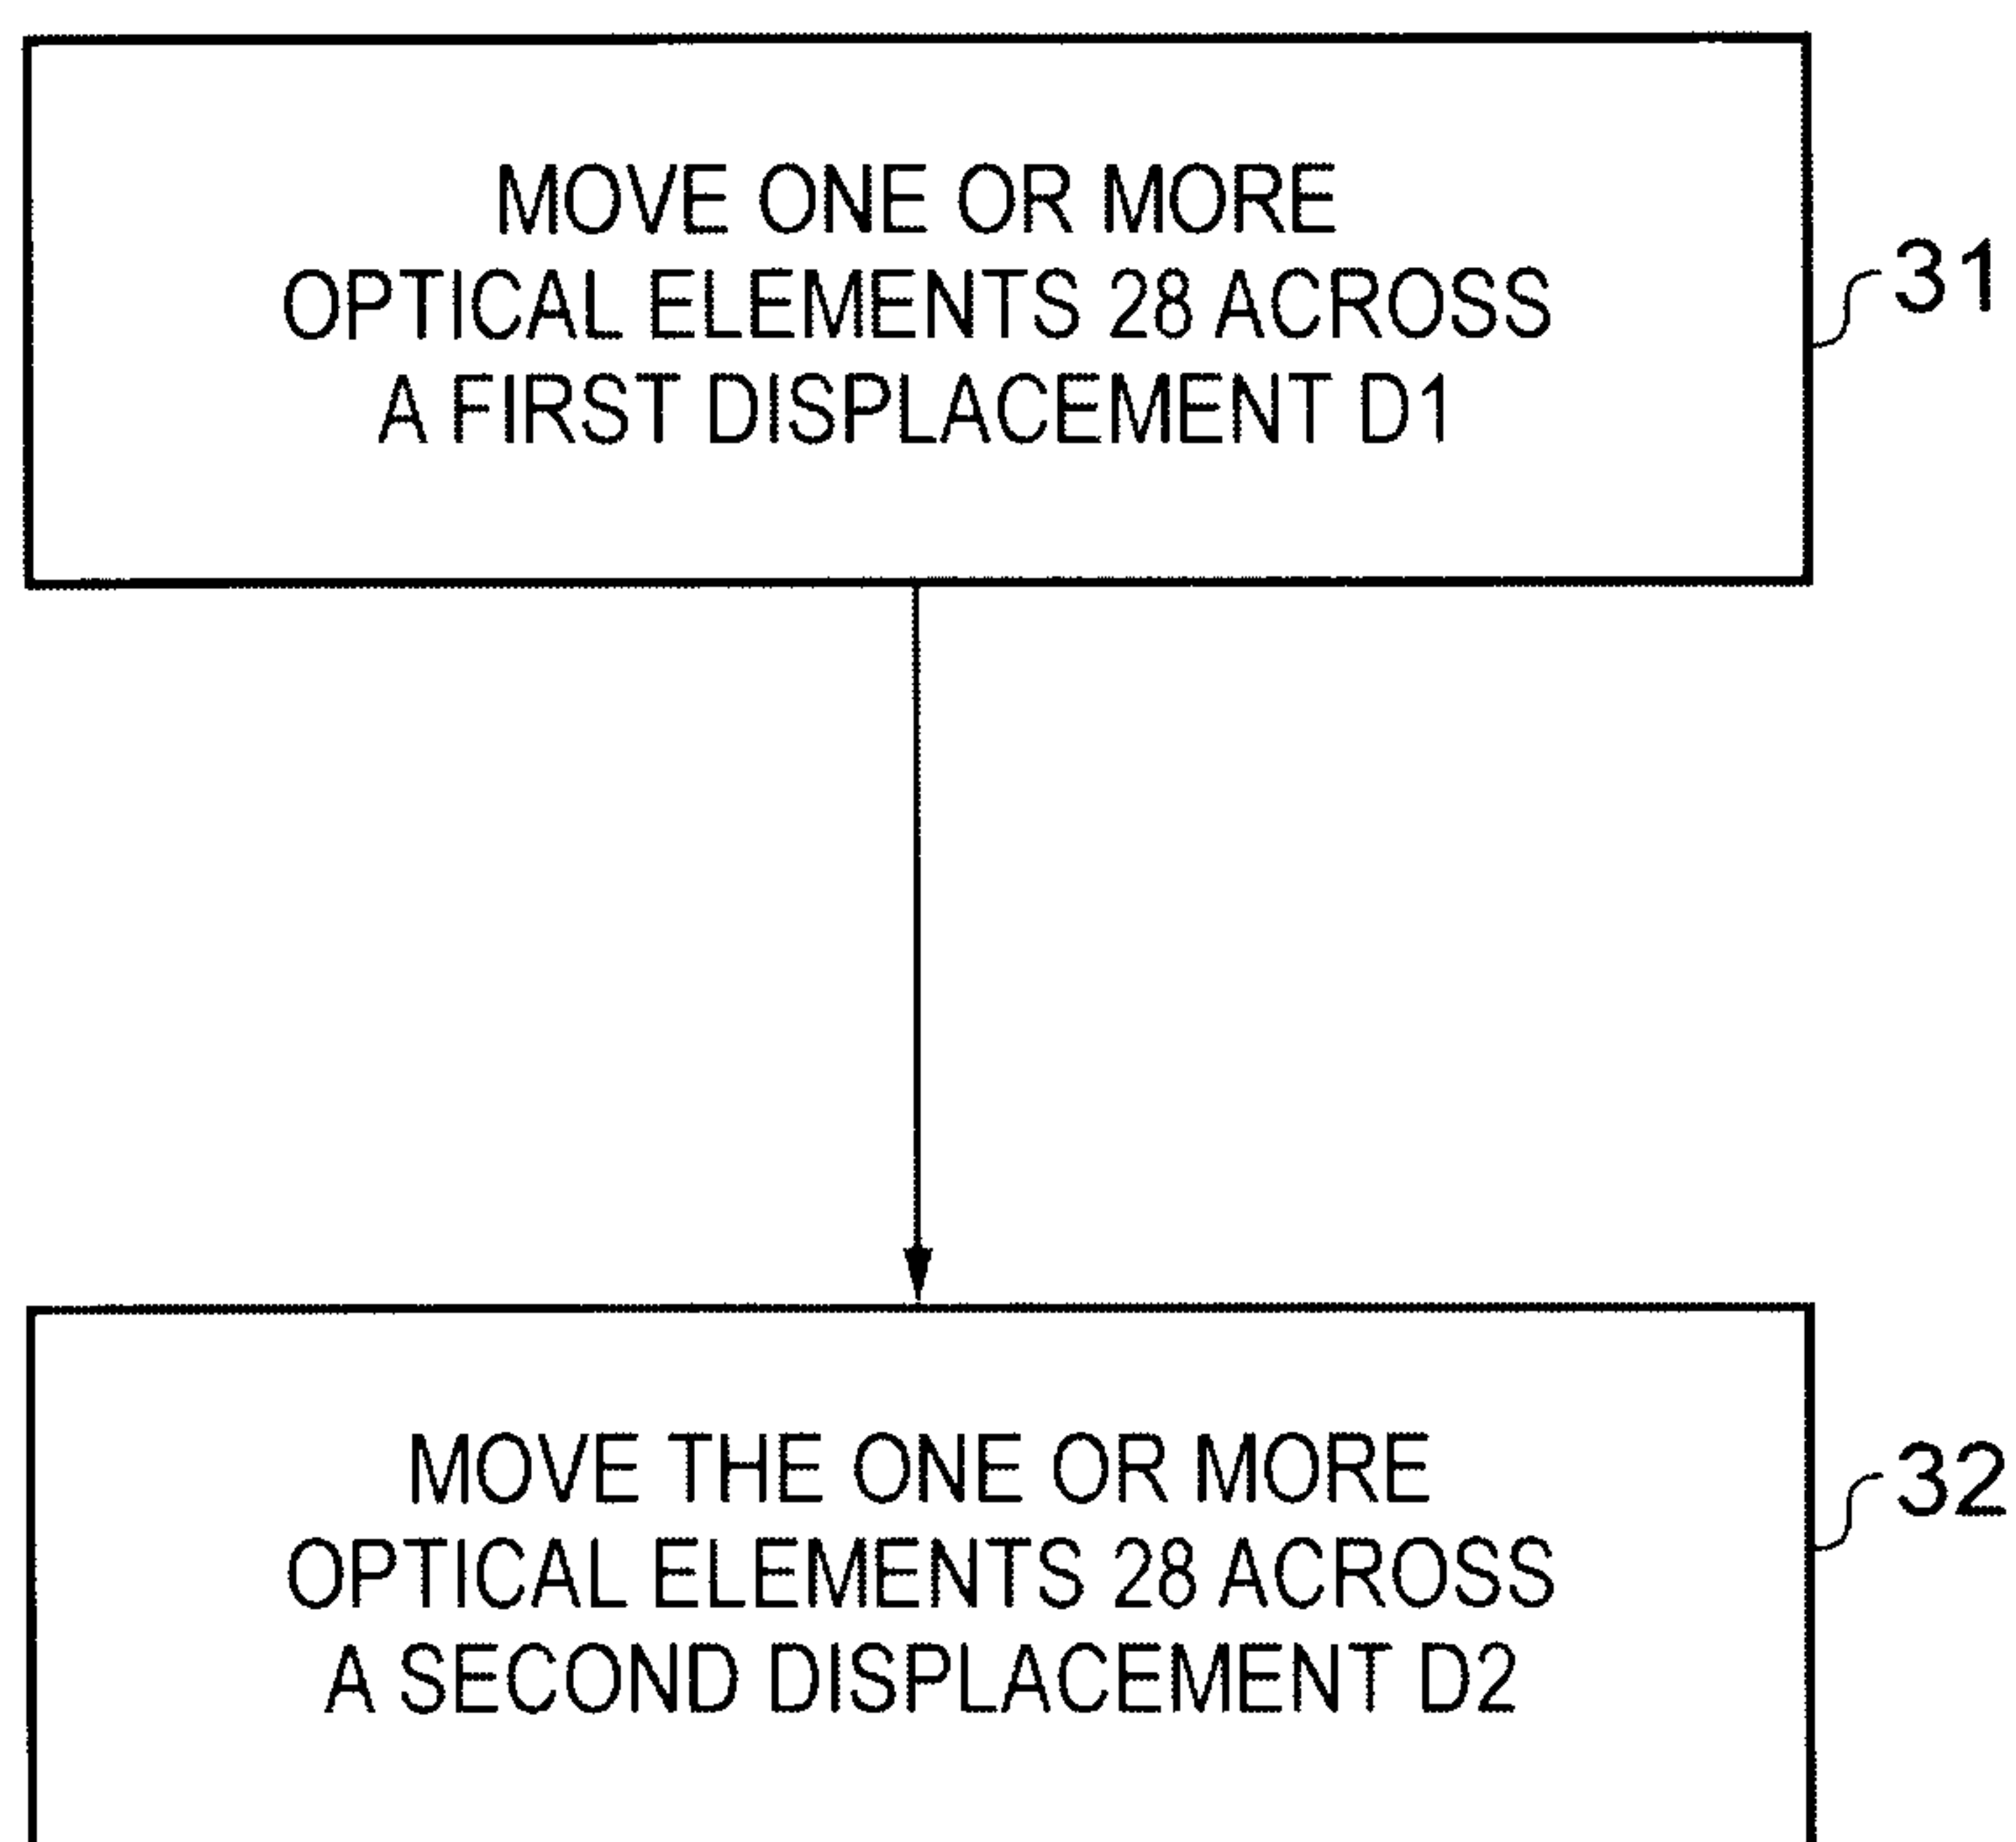 MOVE ONE OR MORE
OPTICAL ELEMENTS 28 ACROSS
A FIRST DISPLACEMENT D1
31
MOVE THE ONE OR MORE
OPTICAL ELEMENTS 28 ACROSS
A SECOND DISPLACEMENT D2
32